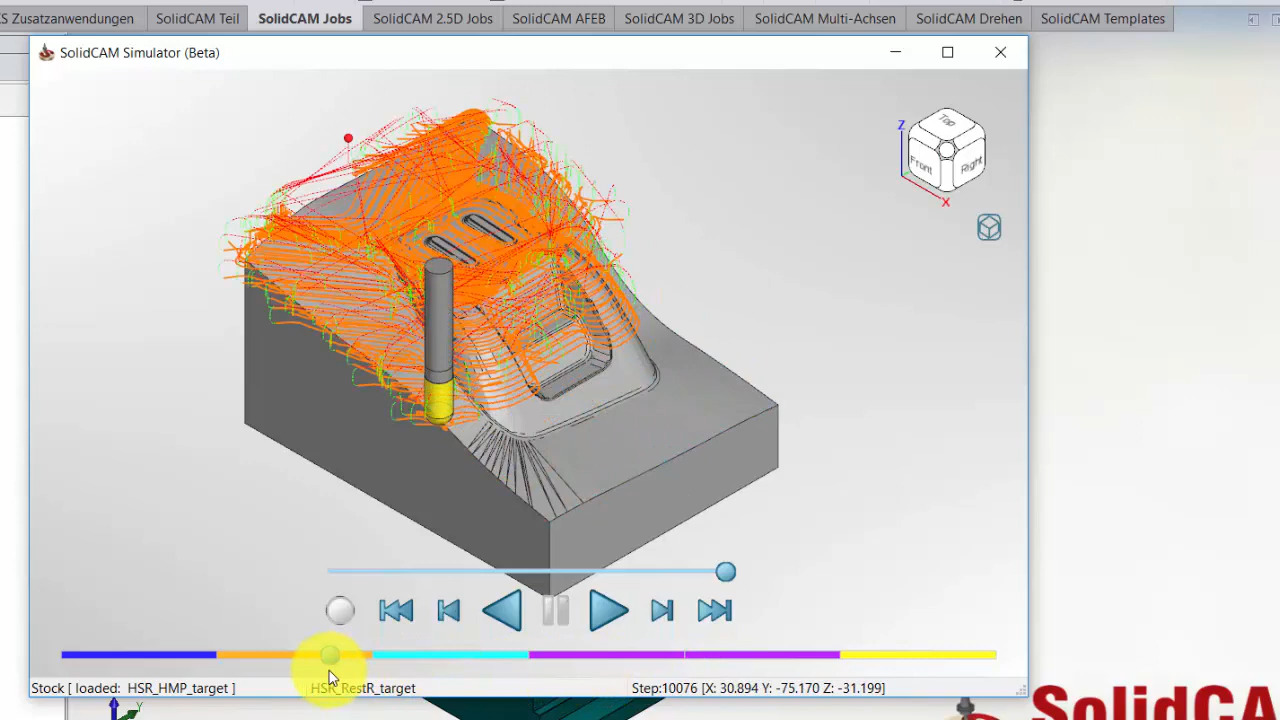 S Zusatzanwendungen SolidCAM Teil SolidCAM Jobs SolidCAM 2.5D Jobs SolidCAM AFEB SolidCAM 3D Jobs SolidCAM Multi-Achsen SolidCAM Drehen SolidCAM Templates
SolidCAM Simulator (Beta)
Top
Z
Front Right
X
Stock [ loaded: HSR_HMP_target ] HSR_RestR_target Step:10076 [X: 30.894 Y: -75.170 Z: -31.199]
Y
SolidCA